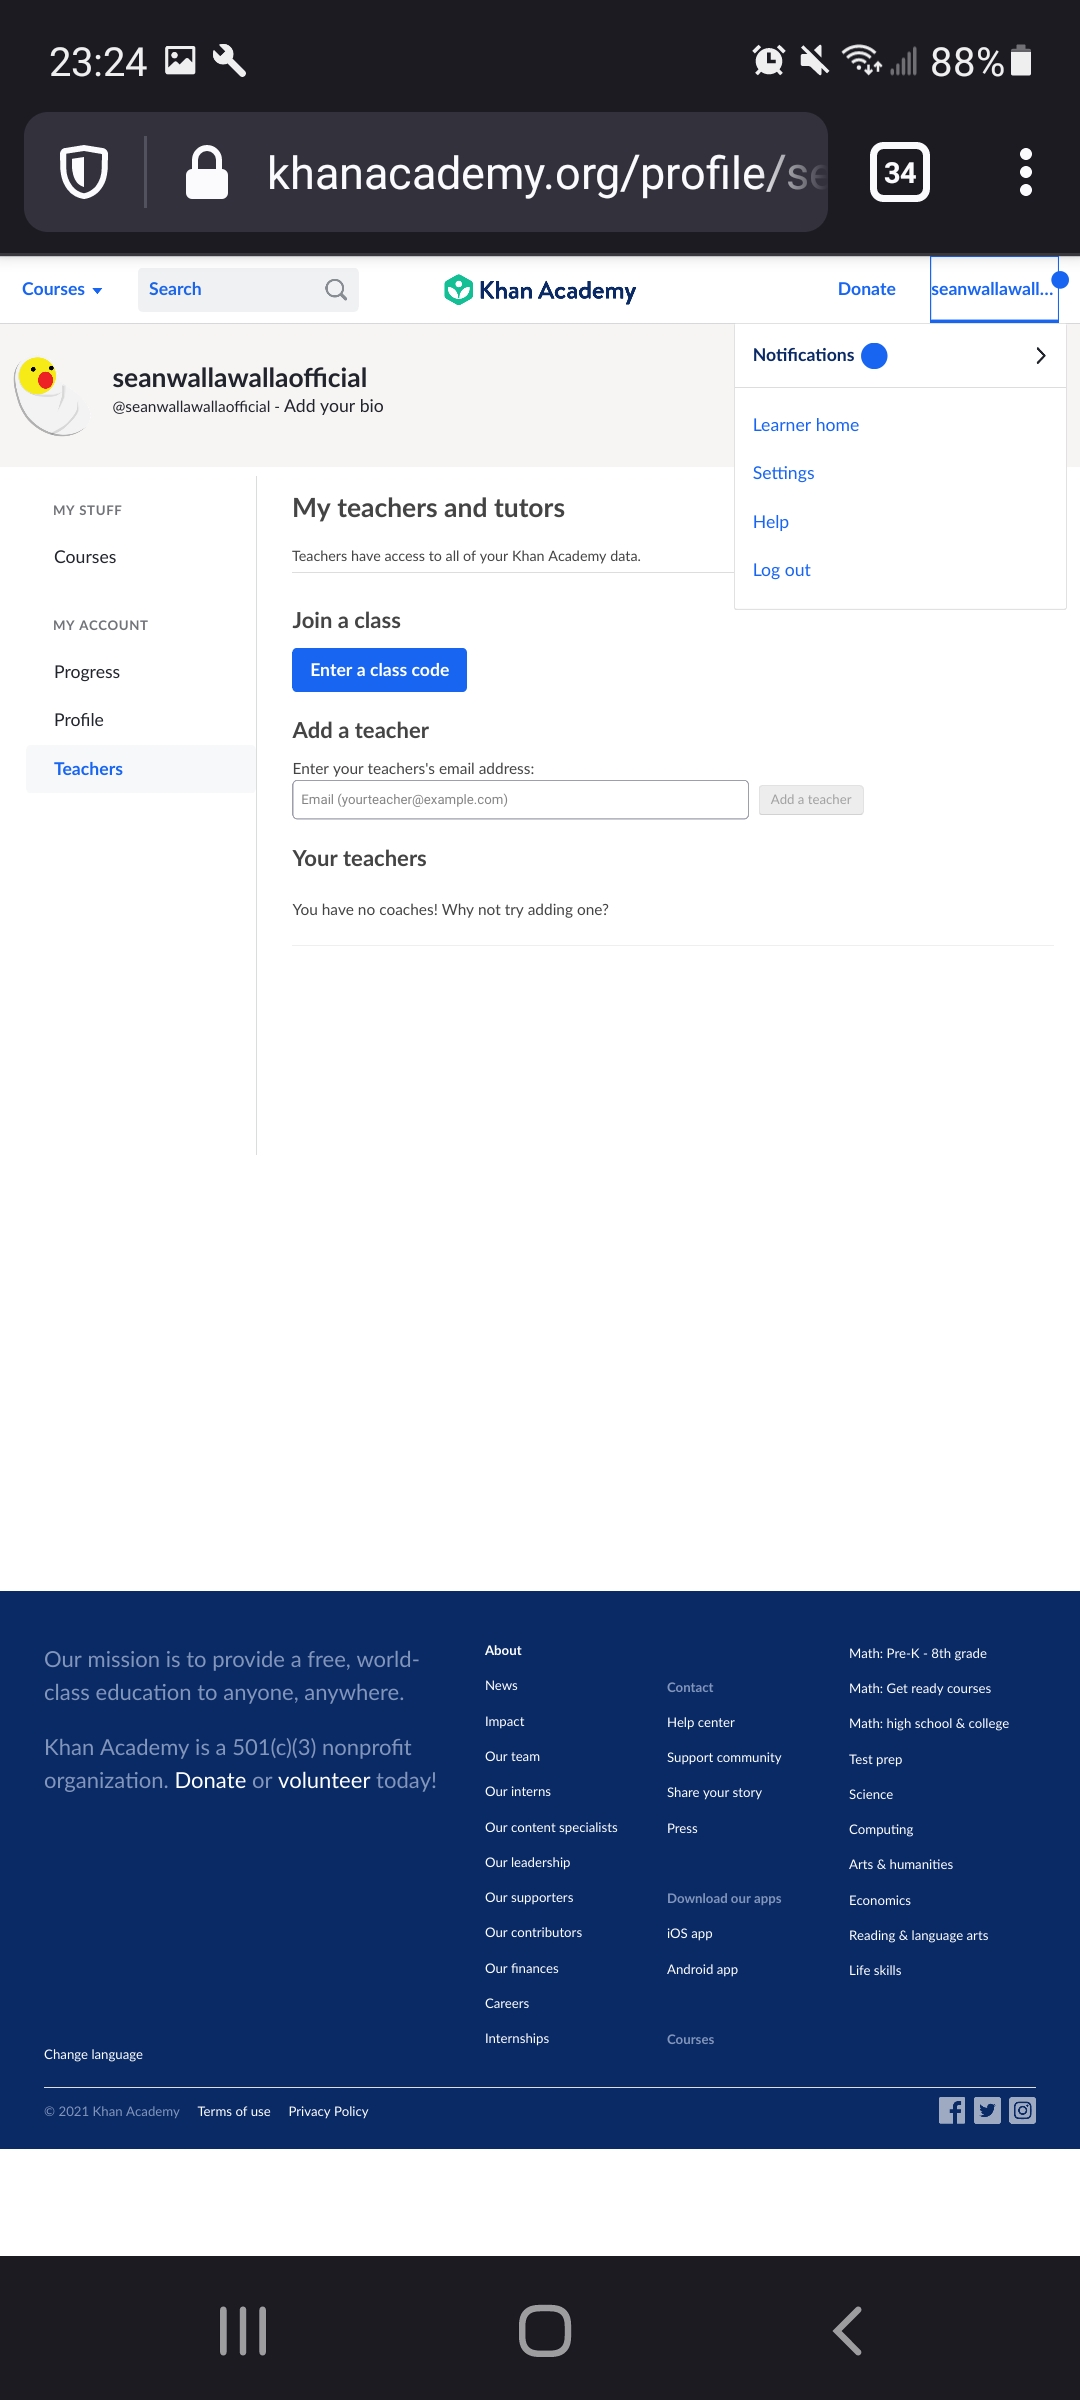 23:24
88%
khanacademy.org/profile/se
34
Courses
Search
Khan Academy
Donate
seanwallawall...
Notifications
Learner home
Settings
Help
Log out
seanwallawallaofficial
@seanwallawallaofficial - Add your bio
MY STUFF
Courses
MY ACCOUNT
Progress
Profile
Teachers
My teachers and tutors
Teachers have access to all of your Khan Academy data.
Join a class
Enter a class code
Add a teacher
Enter your teachers's email address:
Email (yourteacher@example.com)
Add a teacher
Your teachers
You have no coaches! Why not try adding one?
Our mission is to provide a free, world-
class education to anyone, anywhere.
Khan Academy is a 501(c)(3) nonprofit
organization. Donate or volunteer today!
About
News
Impact
Our team
Our interns
Our content specialists
Our leadership
Our supporters
Our contributors
Our finances
Careers
Internships
Contact
Help center
Support community
Share your story
Press
Download our apps
iOS app
Android app
Courses
Math: Pre-K - 8th grade
Math: Get ready courses
Math: high school & college
Test prep
Science
Computing
Arts & humanities
Economics
Reading & language arts
Life skills
Change language
© 2021 Khan Academy
Terms of use
Privacy Policy